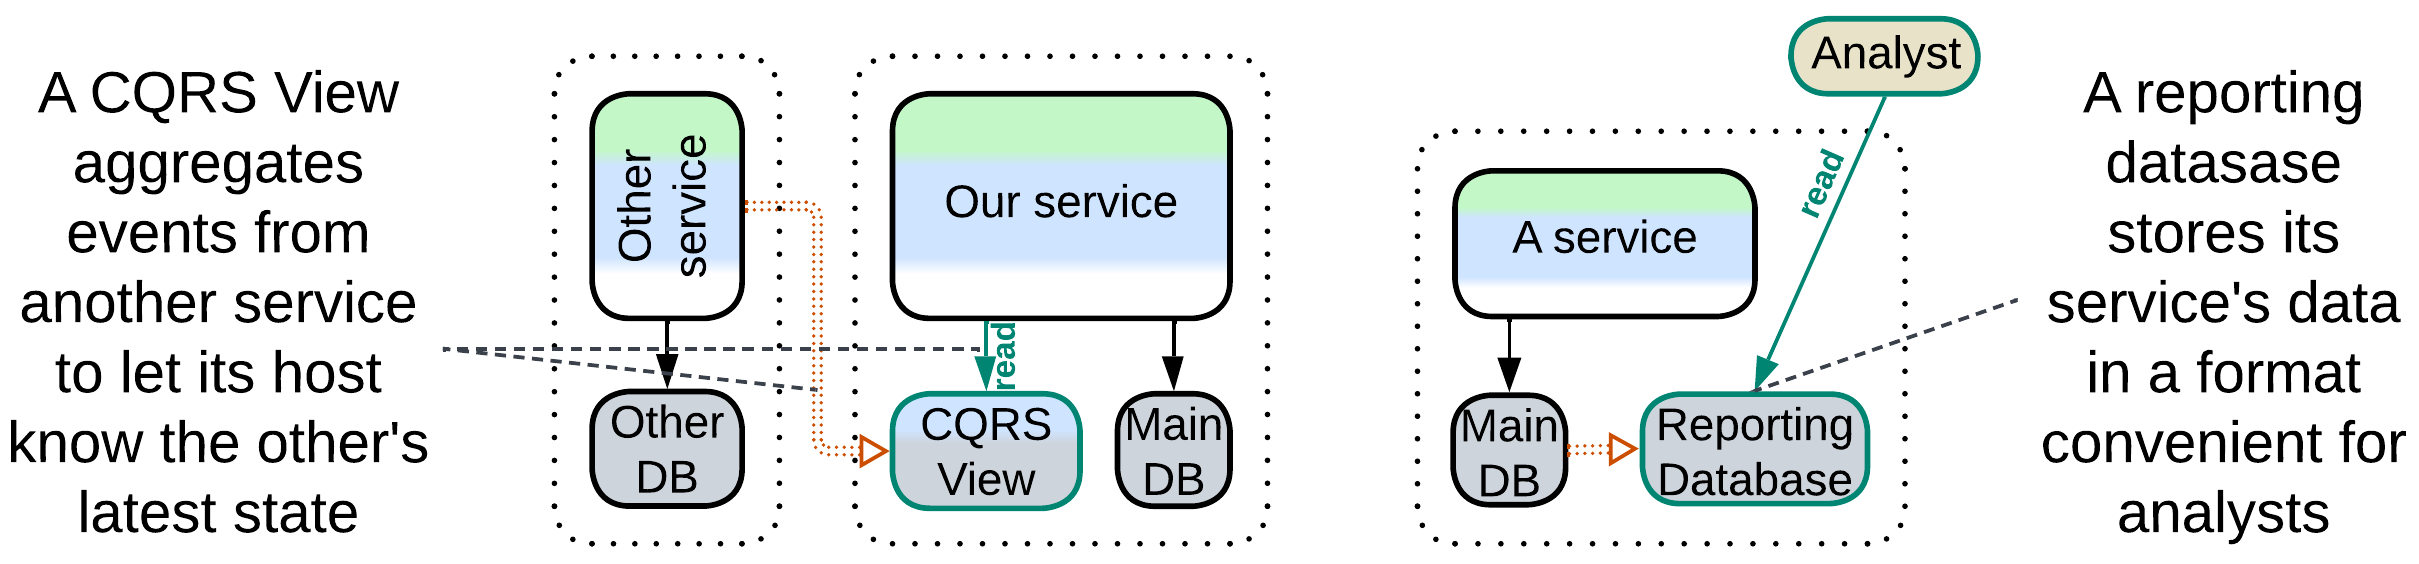 A CQRS View
aggregates
events from
another service
to let its host
know the other's
latest state
Other
service
Other
DB
Our service
read
CQRS
View
Main
DB
Analyst
read
A service
Main
DB
Reporting
Database
A reporting
datasase
stores its
service's data
in a format
convenient for
analysts